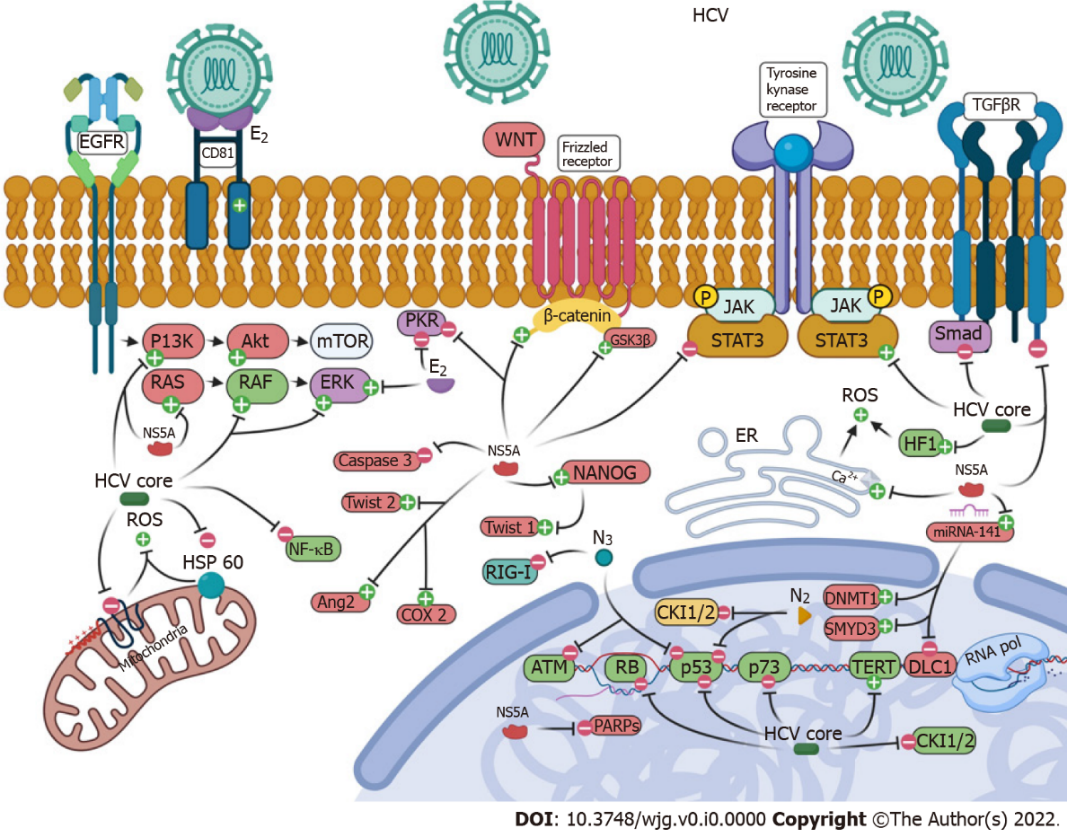 HCV
EGFR
CD81
E2
WNT
Frizzled
receptor
Tyrosine
kynase
receptor
TGFβR
P13K
Akt
mTOR
RAS
RAF
ERK
NS5A
HCV core
ROS
HSP 60
NF-κB
Mitochondria
PKR
E2
β-catenin
GSK3β
P
JAK
STAT3
JAK
P
STAT3
Smad
HCV core
ROS
HF1
ER
Ca2+
NS5A
miRNA-141
Caspase 3
NS5A
NANOG
Twist 2
Twist 1
N3
RIG-I
Ang2
COX 2
CKI1/2
N2
DNMT1
SMYD3
ATM
RB
p53
p73
TERT
DLC1
RNA pol
NS5A
PARPs
HCV core
CKI1/2
DOI: 10.3748/wjg.v0.i0.0000 Copyright ©The Author(s) 2022.